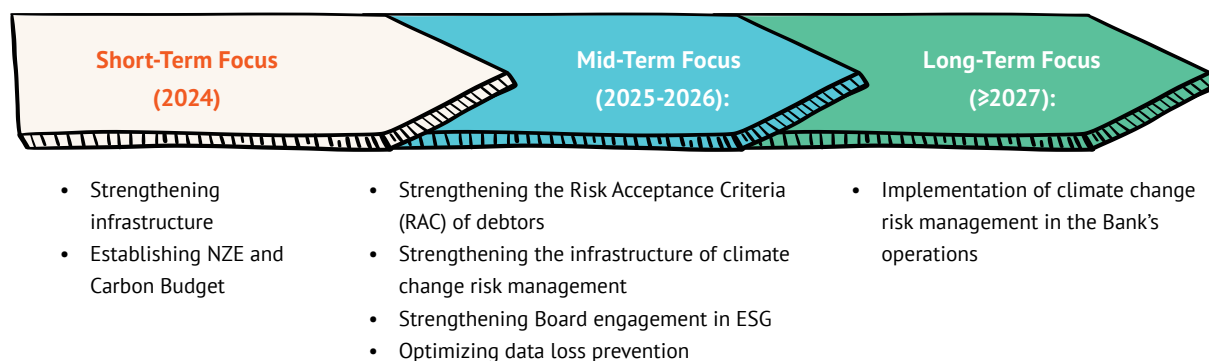 Short-Term Focus
(2024)
Mid-Term Focus
(2025-2026):
Long-Term Focus
(≥2027):
• Strengthening
infrastructure
• Establishing NZE and
Carbon Budget
• Strengthening the Risk Acceptance Criteria
(RAC) of debtors
• Strengthening the infrastructure of climate
change risk management
• Strengthening Board engagement in ESG
• Optimizing data loss prevention
• Implementation of climate change
risk management in the Bank's
operations